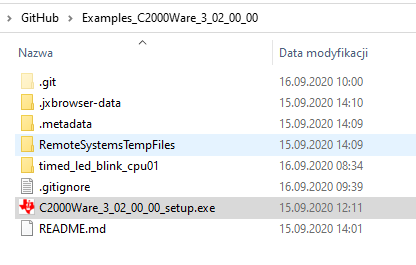 GitHub > Examples_C2000Ware_3_02_00_00
Nazwa Data modyfikacji
.git 16.09.2020 10:00
.jxbrowser-data 15.09.2020 14:10
.metadata 15.09.2020 14:09
RemoteSystemsTempFiles 15.09.2020 14:09
timed_led_blink_cpu01 16.09.2020 08:34
.gitignore 16.09.2020 09:39
C2000Ware_3_02_00_00_setup.exe 15.09.2020 12:11
README.md 15.09.2020 14:01